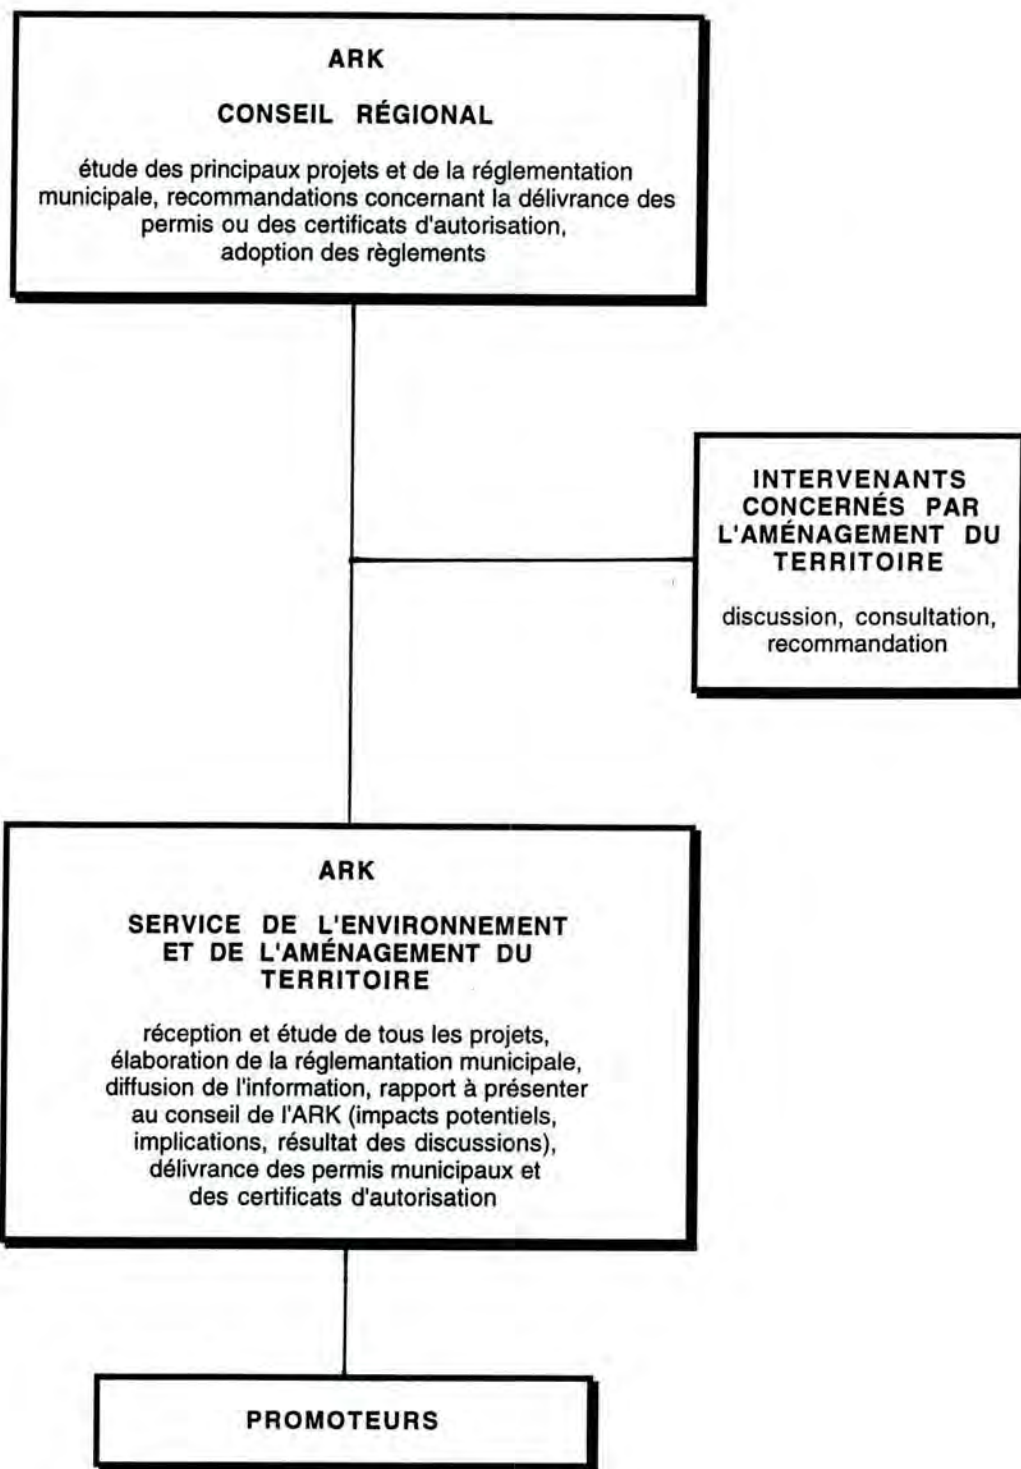 ARK
CONSEIL RÉGIONAL
étude des principaux projets et de la réglementation
municipale, recommandations concernant la délivrance des
permis ou des certificats d'autorisation,
adoption des règlements
INTERVENANTS
CONCERNÉS PAR
L'AMÉNAGEMENT DU
TERRITOIRE
discussion, consultation,
recommandation
ARK
SERVICE DE L'ENVIRONNEMENT
ET DE L'AMÉNAGEMENT DU
TERRITOIRE
réception et étude de tous les projets,
élaboration de la réglemantation municipale,
diffusion de l'information, rapport à présenter
au conseil de l'ARK (impacts potentiels,
implications, résultat des discussions),
délivrance des permis municipaux et
des certificats d'autorisation
PROMOTEURS